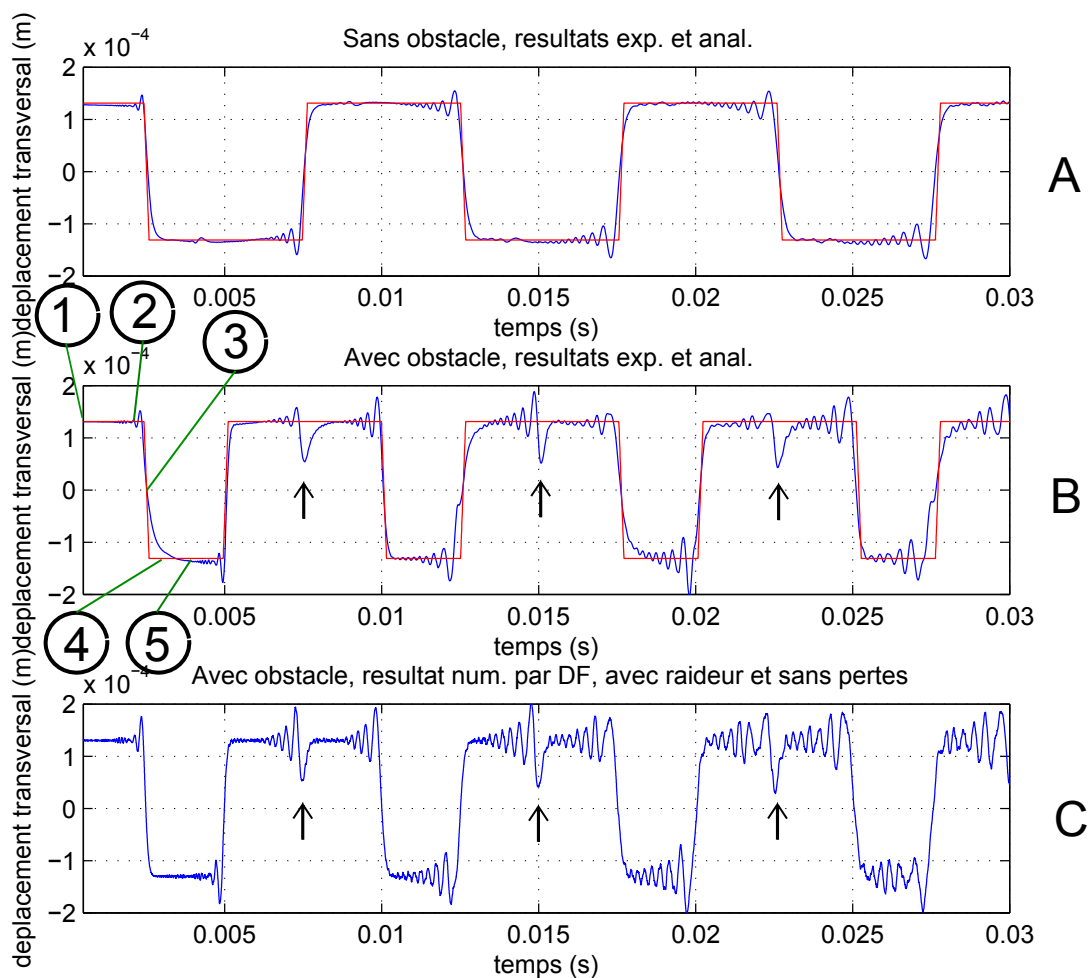 Sans obstacle, resultats exp. et anal.
x 10⁻⁴
deplacement transversal (m)
2
1
0
−1
−2
0.005
0.01
0.015
0.02
0.025
0.03
temps (s)
A
1
2
3
Avec obstacle, resultats exp. et anal.
x 10⁻⁴
deplacement transversal (m)
2
1
0
−1
−2
0.005
0.01
0.015
0.02
0.025
0.03
temps (s)
B
4
5
Avec obstacle, resultat num. par DF, avec raideur et sans pertes
x 10⁻⁴
deplacement transversal (m)
2
1
0
−1
−2
0.005
0.01
0.015
0.02
0.025
0.03
temps (s)
C